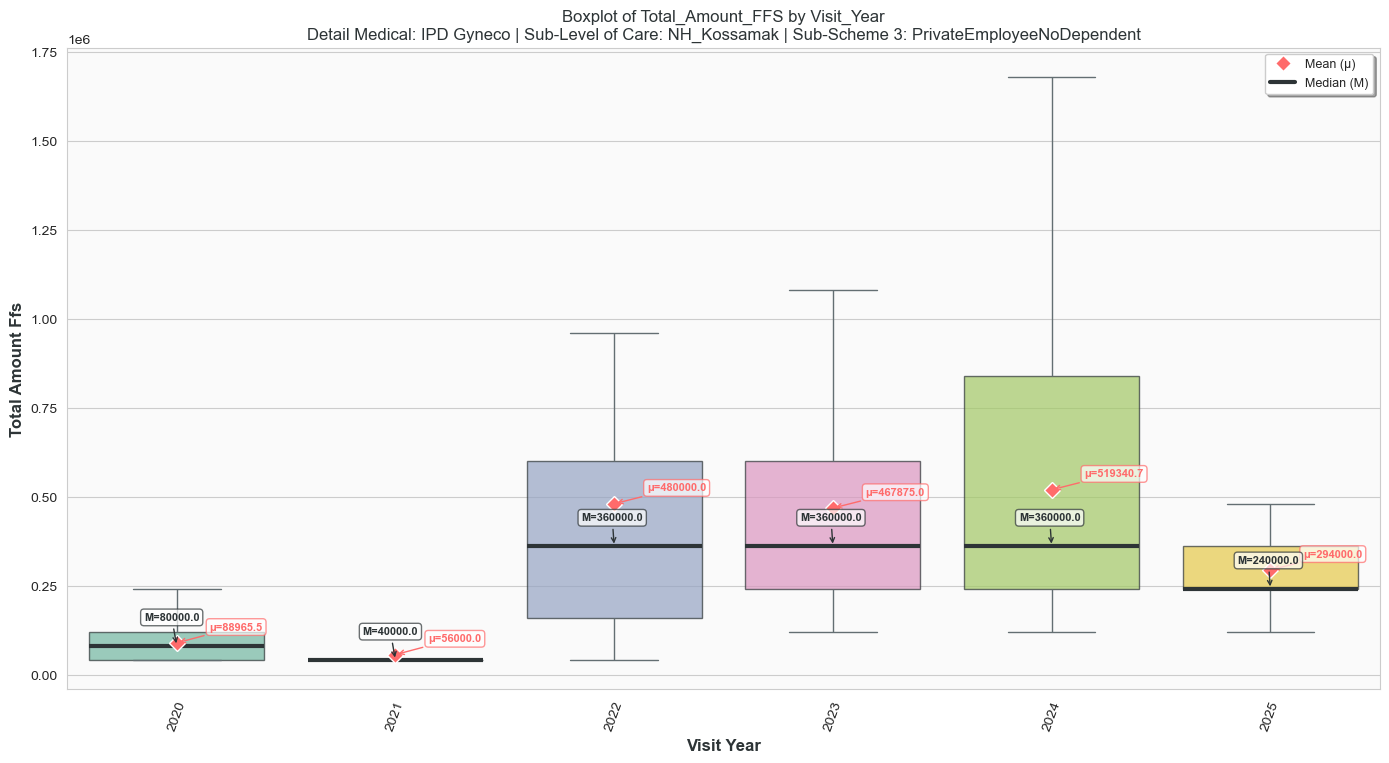 Boxplot of Total_Amount_FFS by Visit_Year
Detail Medical: IPD Gyneco | Sub-Level of Care: NH_Kossamak | Sub-Scheme 3: PrivateEmployeeNoDependent
1e6
Mean (μ)
Median (M)
1.75
1.50
1.25
1.00
0.75
0.50
0.25
0.00
Total Amount Ffs
M=80000.0
μ=88965.5
M=40000.0
μ=56000.0
μ=480000.0
M=360000.0
μ=467875.0
M=360000.0
μ=519340.7
M=360000.0
μ=294000.0
M=240000.0
2020
2021
2022
2023
2024
2025
Visit Year